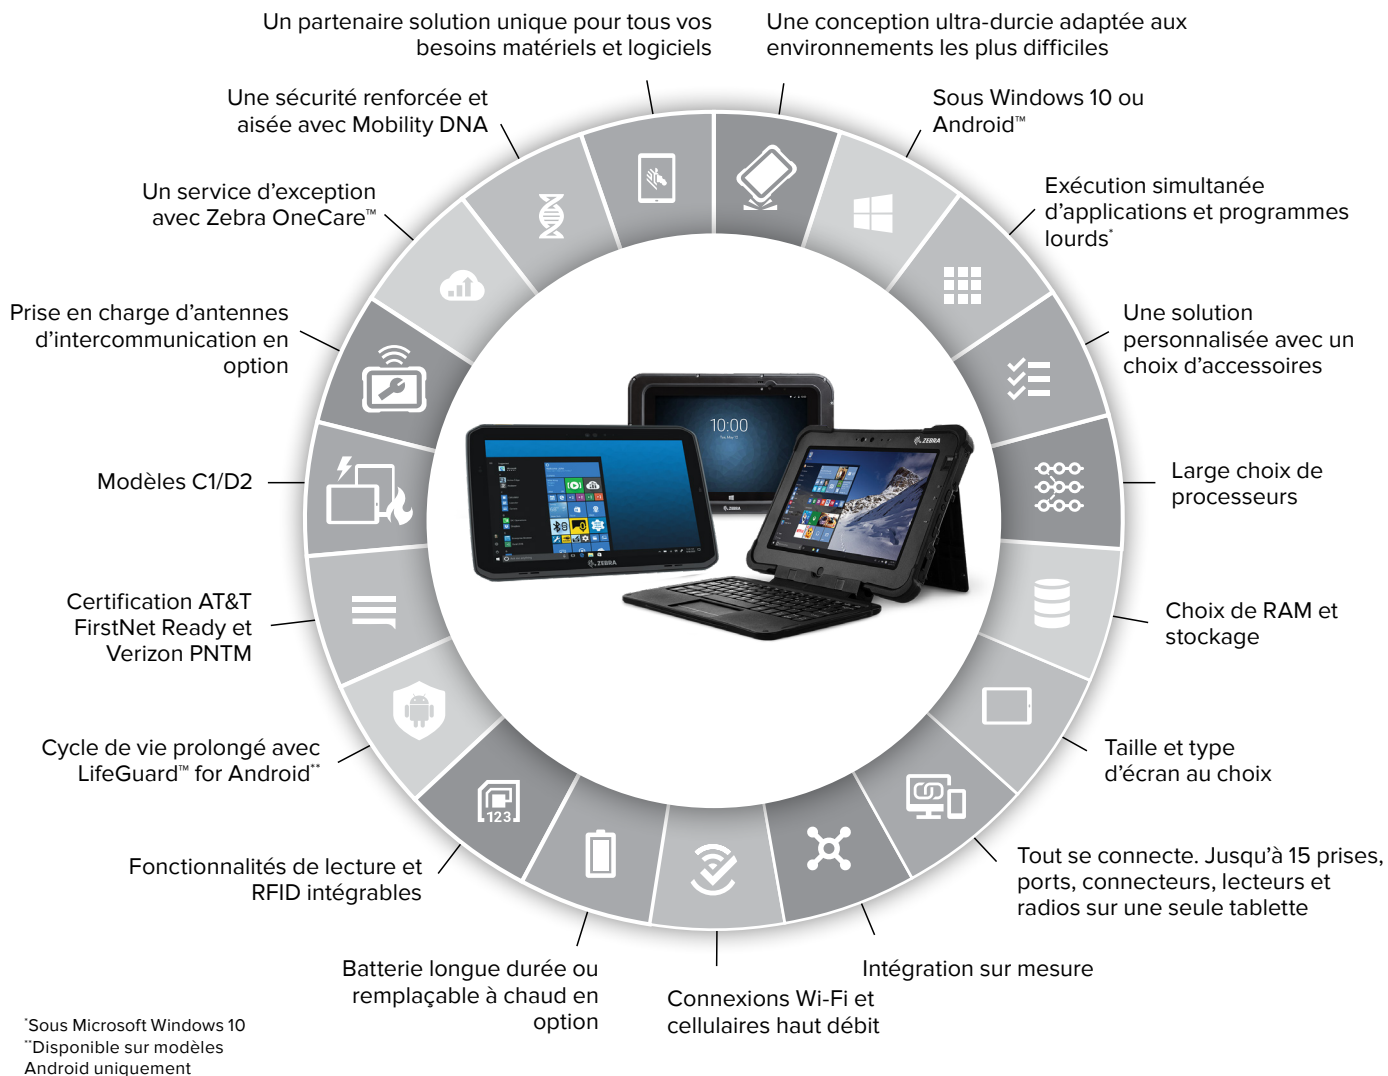 Un partenaire solution unique pour tous vos
besoins matériels et logiciels
Une conception ultra-durcie adaptée aux
environnements les plus difficiles
Une sécurité renforcée et
aisée avec Mobility DNA
Sous Windows 10 ou
Android™
Un service d'exception
avec Zebra OneCare™
Exécution simultanée
d'applications et programmes
lourds*
Prise en charge d'antennes
d'intercommunication en
option
Une solution
personnalisée avec un
choix d'accessoires
10:00
ZEBRA
ZEBRA
ZEBRA
Modèles C1/D2
Large choix de
processeurs
Certification AT&T
FirstNet Ready et
Verizon PNTM
Choix de RAM et
stockage
Cycle de vie prolongé avec
LifeGuard™ for Android**
Taille et type
d'écran au choix
123
Fonctionnalités de lecture et
RFID intégrables
Tout se connecte. Jusqu'à 15 prises,
ports, connecteurs, lecteurs et
radios sur une seule tablette
Batterie longue durée ou
remplaçable à chaud en
option
Connexions Wi-Fi et
cellulaires haut débit
Intégration sur mesure
*Sous Microsoft Windows 10
**Disponible sur modèles
Android uniquement